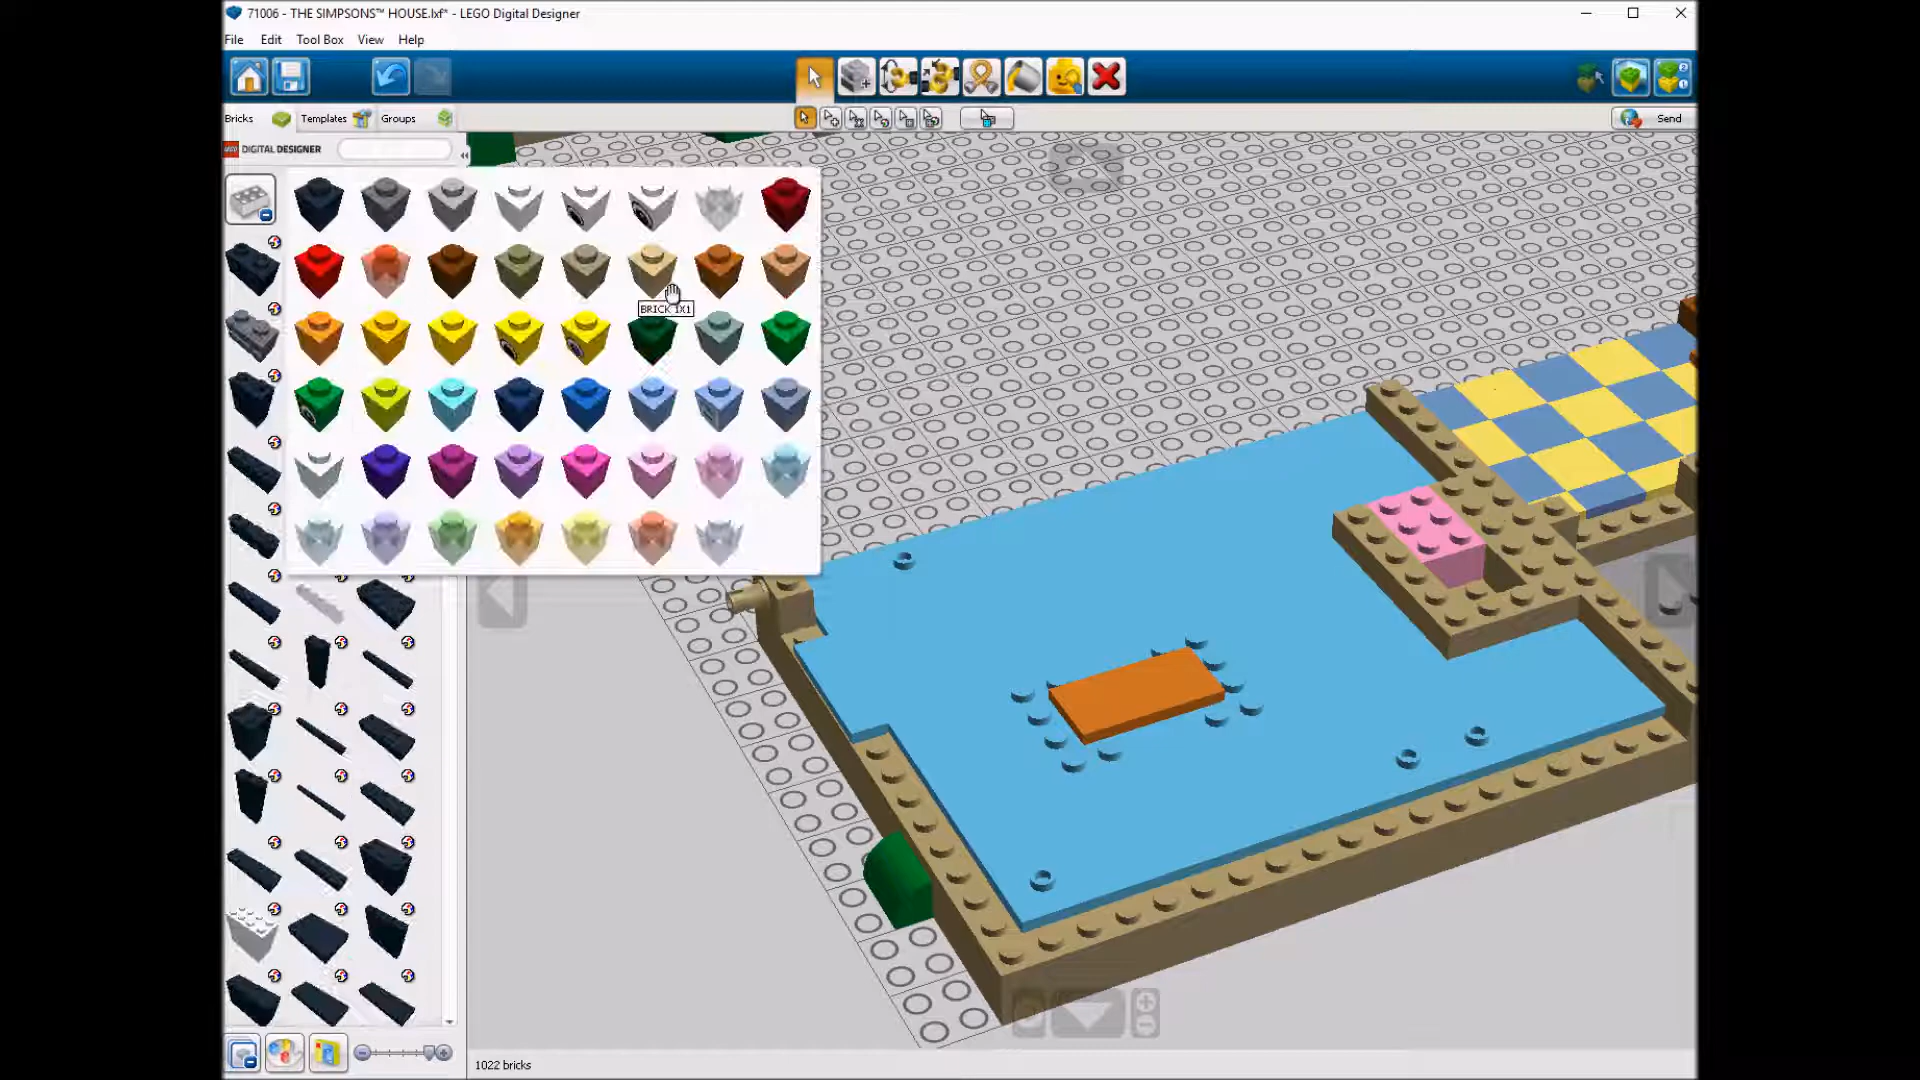 71006 - THE SIMPSONS™ HOUSE.lxf* - LEGO Digital Designer
File Edit Tool Box View Help
Bricks Templates Groups
Send
LEGO DIGITAL DESIGNER
BRICK 1X1
1022 bricks